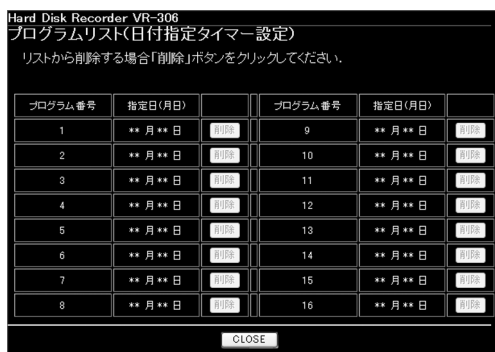 Hard Disk Recorder VR-306
プログラムリスト(日付指定タイマー設定)
リストから削除する場合「削除」ボタンをクリックしてください.
プログラム番号 指定日(月日) プログラム番号 指定日(月日)
1 ** 月 ** 日 削除 9 ** 月 ** 日 削除
2 ** 月 ** 日 削除 10 ** 月 ** 日 削除
3 ** 月 ** 日 削除 11 ** 月 ** 日 削除
4 ** 月 ** 日 削除 12 ** 月 ** 日 削除
5 ** 月 ** 日 削除 13 ** 月 ** 日 削除
6 ** 月 ** 日 削除 14 ** 月 ** 日 削除
7 ** 月 ** 日 削除 15 ** 月 ** 日 削除
8 ** 月 ** 日 削除 16 ** 月 ** 日 削除
CLOSE